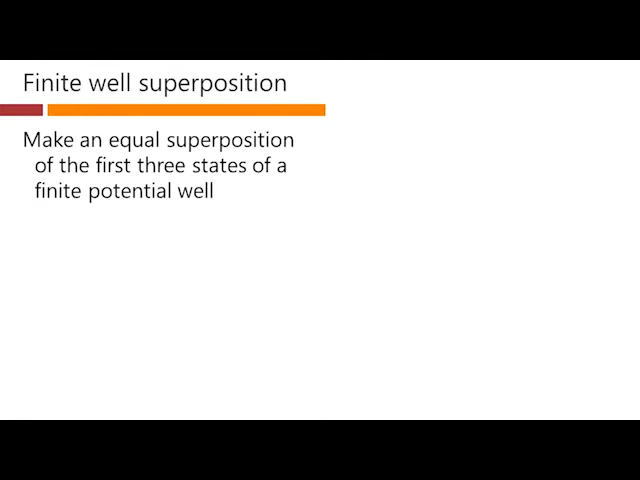 Finite well superposition
Make an equal superposition
of the first three states of a
finite potential well